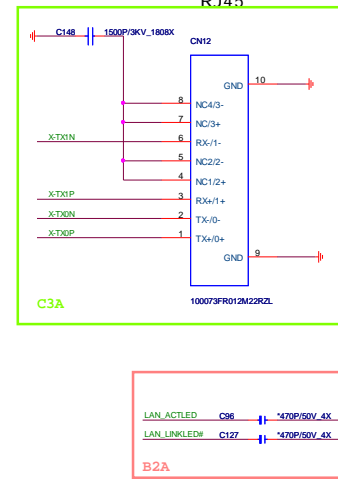 RJ45
C148 1500P/3KV_1808X
CN12
GND 10
8 NC4/3-
7 NC/3+
X-TX1N 6 RX-/1-
5 NC2/2-
4 NC1/2+
X-TX1P 3 RX+/1+
X-TX0N 2 TX-/0-
X-TX0P 1 TX+/0+
GND 9
C3A 100073FR012M22RZL
LAN_ACTLED C96 *470P/50V_4X
LAN_LINKLED# C127 *470P/50V_4X
B2A